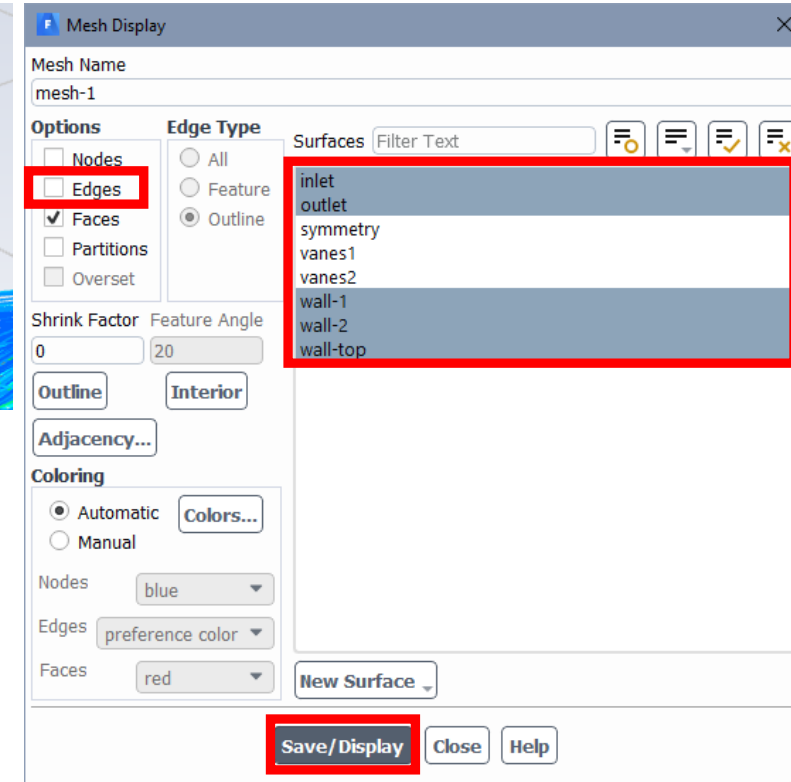 F Mesh Display
Mesh Name
mesh-1
Options
Edge Type
Surfaces Filter Text
Nodes
All
Edges
Feature
Faces
Outline
Partitions
Overset
inlet
outlet
symmetry
vanes1
vanes2
wall-1
wall-2
wall-top
Shrink Factor Feature Angle
0 20
Outline Interior
Adjacency...
Coloring
Automatic Colors...
Manual
Nodes blue
Edges preference color
Faces red
New Surface
Save/Display Close Help